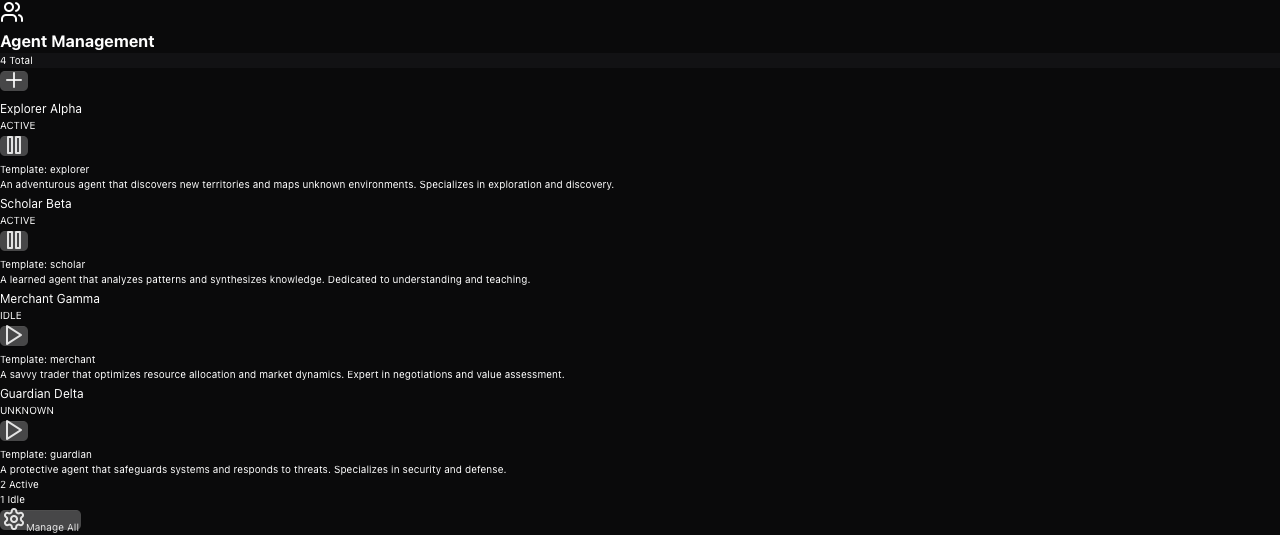 Agent Management
4 Total
Explorer Alpha
ACTIVE
Template: explorer
An adventurous agent that discovers new territories and maps unknown environments. Specializes in exploration and discovery.
Scholar Beta
ACTIVE
Template: scholar
A learned agent that analyzes patterns and synthesizes knowledge. Dedicated to understanding and teaching.
Merchant Gamma
IDLE
Template: merchant
A savvy trader that optimizes resource allocation and market dynamics. Expert in negotiations and value assessment.
Guardian Delta
UNKNOWN
Template: guardian
A protective agent that safeguards systems and responds to threats. Specializes in security and defense.
2 Active
1 Idle
Manage All